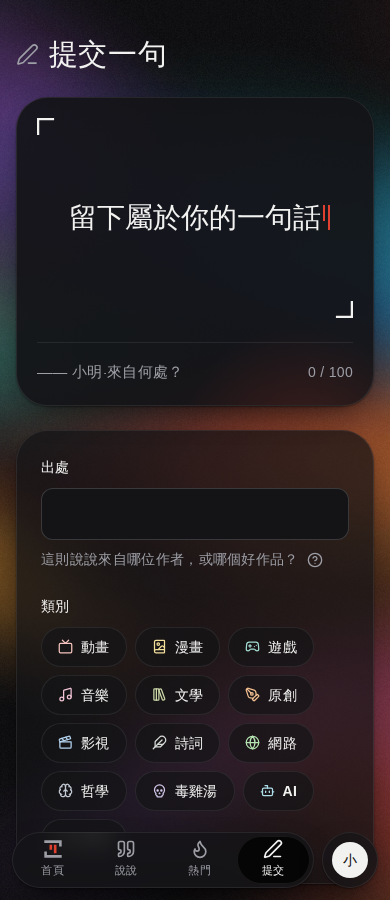 提交一句
留下屬於你的一句話
—— 小明·來自何處？
0 / 100
出處
這則說說來自哪位作者，或哪個好作品？
類別
動畫
漫畫
遊戲
音樂
文學
原創
影視
詩詞
網路
哲學
毒雞湯
AI
首頁
說說
熱門
提交
小